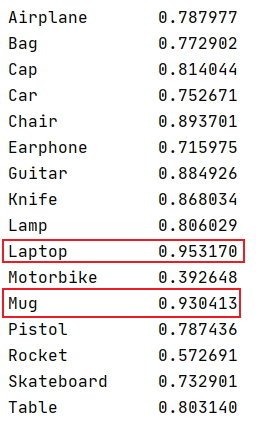 Airplane 0.787977
Bag 0.772902
Cap 0.814044
Car 0.752671
Chair 0.893701
Earphone 0.715975
Guitar 0.884926
Knife 0.868034
Lamp 0.806029
Laptop 0.953170
Motorbike 0.392648
Mug 0.930413
Pistol 0.787436
Rocket 0.572691
Skateboard 0.732901
Table 0.803140